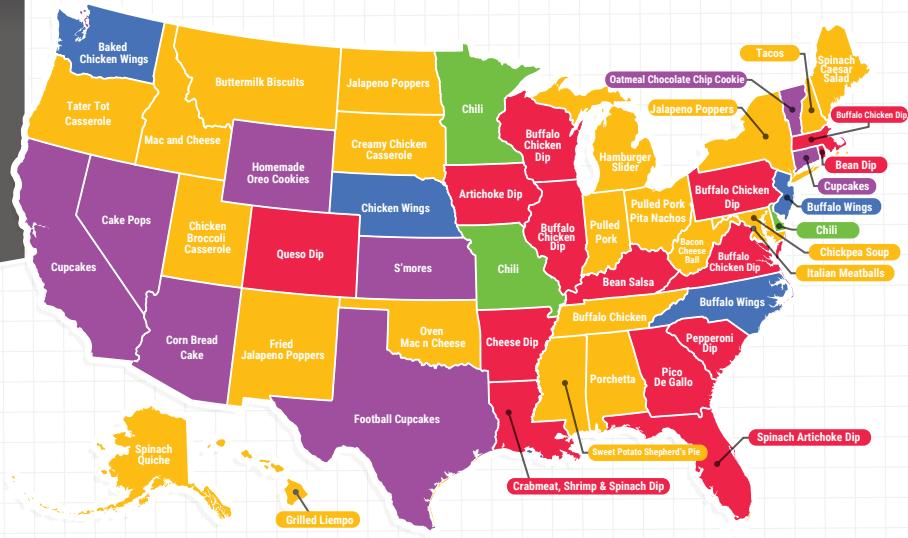 Baked
Chicken Wings
Tater Tot
Casserole
Mac and Cheese
Buttermilk Biscuits
Jalapeno Poppers
Creamy Chicken
Casserole
Homemade
Oreo Cookies
Chicken Wings
Cupcakes
Cake Pops
Chicken
Broccoli
Casserole
Queso Dip
S'mores
Corn Bread
Cake
Fried
Jalapeno Poppers
Oven
Mac n Cheese
Football Cupcakes
Chili
Artichoke Dip
Chili
Cheese Dip
Buffalo
Chicken
Dip
Buffalo
Chicken
Dip
Hamburger
Slider
Pulled
Pork
Pulled Pork
Pita Nachos
Bean Salsa
Buffalo Chicken
Bacon
Cheese
Ball
Buffalo Chicken
Dip
Buffalo
Chicken Dip
Buffalo Wings
Pepperoni
Dip
Pico
De Gallo
Porchetta
Sweet Potato Shepherd's Pie
Crabmeat, Shrimp & Spinach Dip
Spinach Artichoke Dip
Spinach
Quiche
Grilled Liempo
Tacos
Oatmeal Chocolate Chip Cookie
Jalapeno Poppers
Spinach
Caesar
Salad
Buffalo Chicken Dip
Bean Dip
Cupcakes
Buffalo Wings
Chili
Chickpea Soup
Italian Meatballs